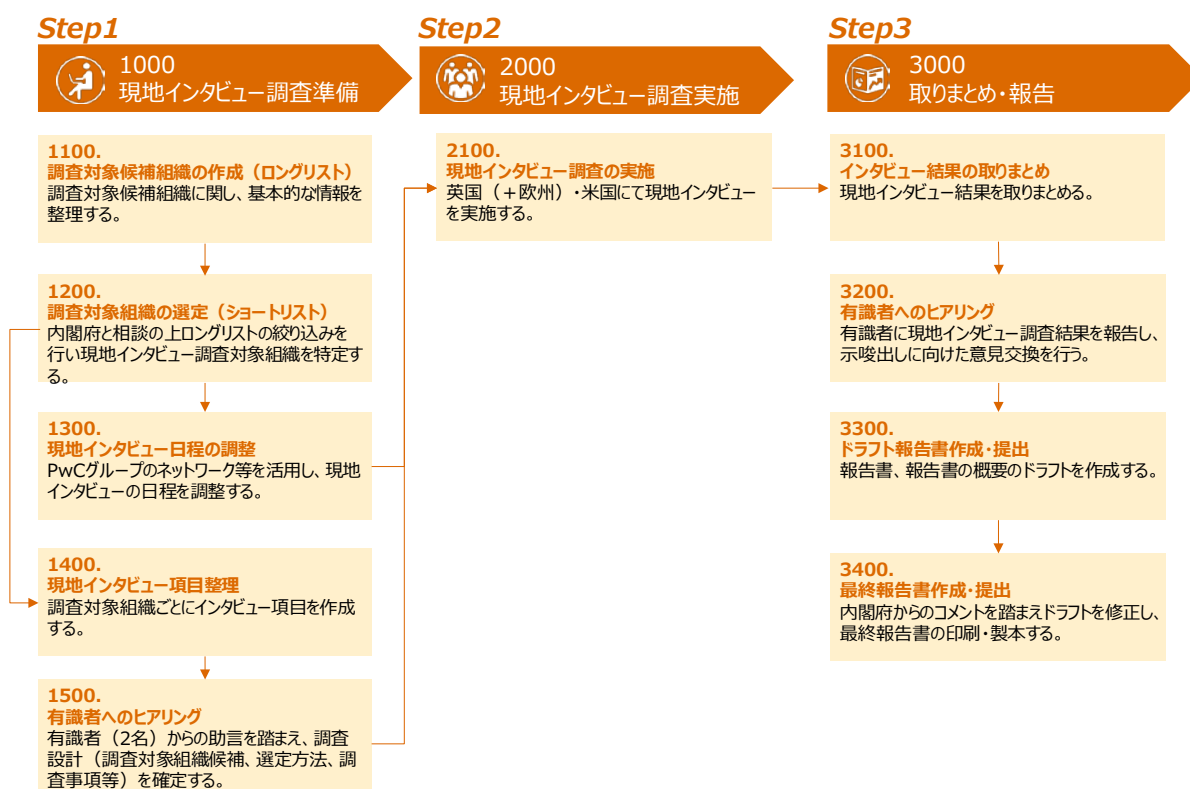 Step1
1000
現地インタビュー調査準備
1100.
調査対象候補組織の作成（ロングリスト）
調査対象候補組織に関し、基本的な情報を
整理する。
1200.
調査対象組織の選定（ショートリスト）
内閣府と相談の上ロングリストの絞り込みを
行い現地インタビュー調査対象組織を特定す
る。
1300.
現地インタビュー日程の調整
PwCグループのネットワーク等を活用し、現地
インタビューの日程を調整する。
1400.
現地インタビュー項目整理
調査対象組織ごとにインタビュー項目を作成
する。
1500.
有識者へのヒアリング
有識者（2名）からの助言を踏まえ、調査
設計（調査対象組織候補、選定方法、調
査事項等）を確定する。
Step2
2000
現地インタビュー調査実施
2100.
現地インタビュー調査の実施
英国（＋欧州）・米国にて現地インタビュー
を実施する。
Step3
3000
取りまとめ・報告
3100.
インタビュー結果の取りまとめ
現地インタビュー結果を取りまとめる。
3200.
有識者へのヒアリング
有識者に現地インタビュー調査結果を報告し、
示唆出しに向けた意見交換を行う。
3300.
ドラフト報告書作成・提出
報告書、報告書の概要のドラフトを作成する。
3400.
最終報告書作成・提出
内閣府からのコメントを踏まえドラフトを修正し、
最終報告書の印刷・製本する。